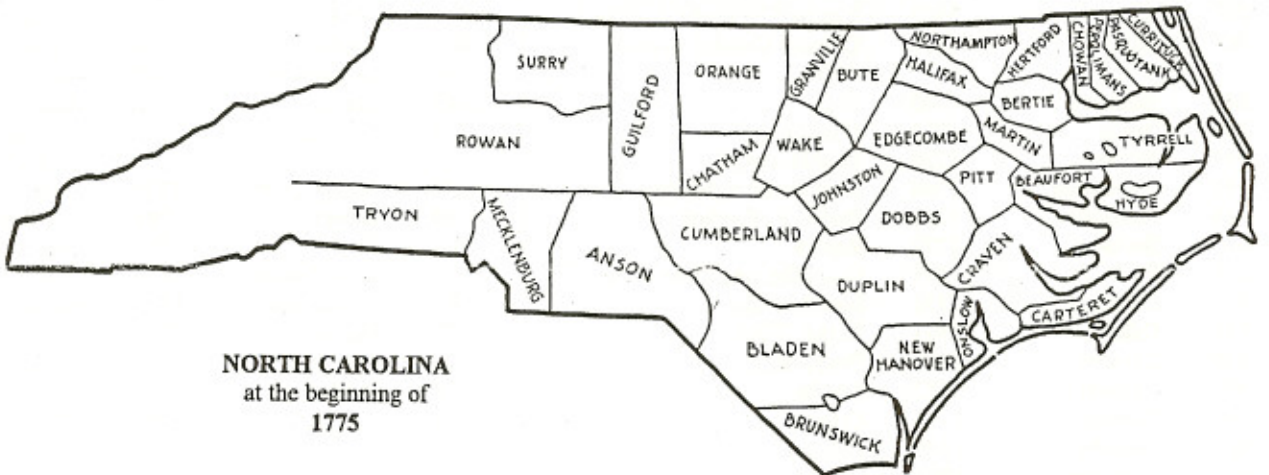 SURRY
GUILFORD
ORANGE
GRANVILLE
BUTE
NORTHAMPTON
HALIFAX
HERTFORD
CHOWAN
PERQUIMANS
PASQUOTANK
CURRITUCK
BERTIE
ROWAN
CHATHAM
WAKE
EDGECOMBE
MARTIN
TYRRELL
JOHNSTON
PITT
BEAUFORT
HYDE
TRYON
MECKLENBURG
ANSON
CUMBERLAND
DOBBS
CRAVEN
DUPLIN
ONSLOW
CARTERET
BLADEN
NEW
HANOVER
BRUNSWICK
NORTH CAROLINA
at the beginning of
1775